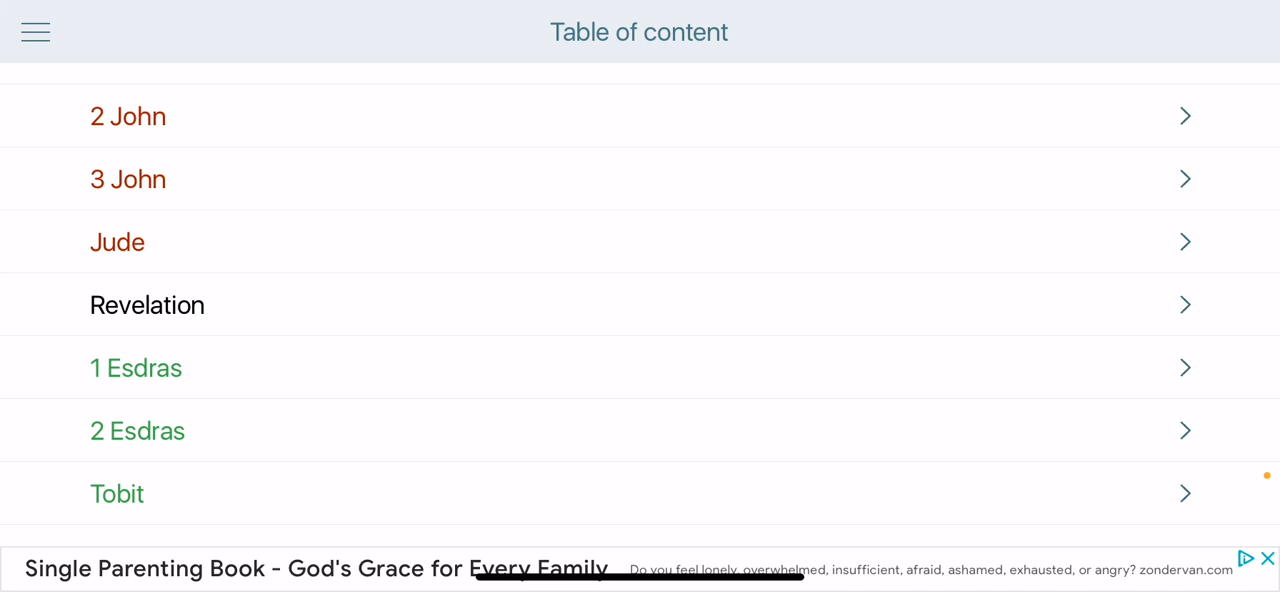 Table of content
2 John
3 John
Jude
Revelation
1 Esdras
2 Esdras
Tobit
Single Parenting Book - God's Grace for Every Family Do you feel lonely, overwhelmed, insufficient, afraid, ashamed, exhausted, or angry? zondervan.com